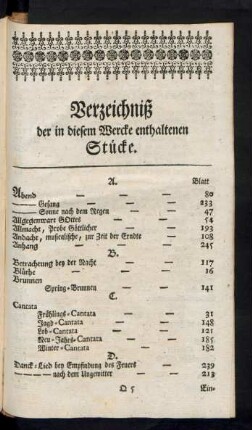 Verzeichniß
der in diesem Wercke enthaltenen
Stücke.
A. Blatt
Abend — — — — 80
——— Gesang — — — 233
——— Sonne nach dem Regen — — 47
Allgegenwart GOttes — — — 54
Allmacht, Probe Göttlicher — — 193
Andacht, musicalische, zur Zeit der Erndte — 108
Anhang — — — — 245
B.
Betrachtung bey der Nacht — — 117
Blüthe — — — — 16
Brunnen
Spring-Brunnen — — — 141
C.
Cantata
Frühlings-Cantata — — 31
Jagd-Cantata — — 148
Lob-Cantata — — 121
Neu-Jahrs-Cantata — — 185
Winter-Cantata — — 182
D.
Danck-Lied bey Empfindung des Feuers — 239
——— nach dem Ungewitter — — 213
Q 5 Ein-